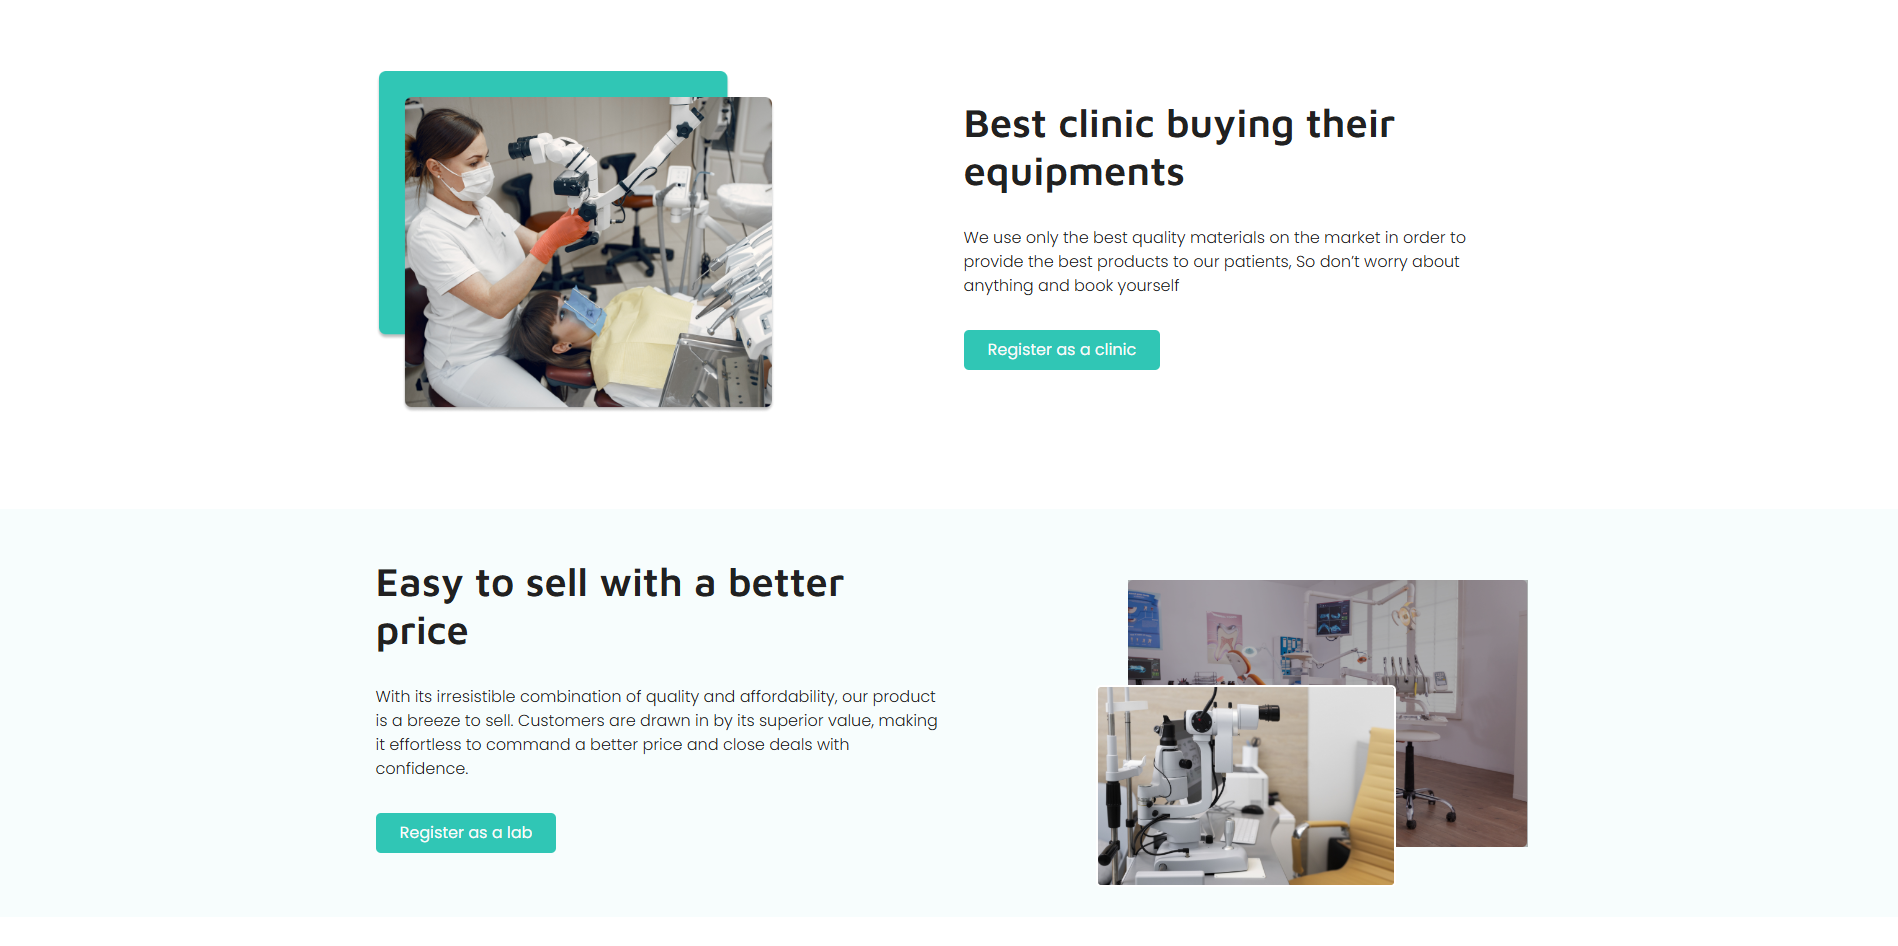 Best clinic buying their
equipments
We use only the best quality materials on the market in order to
provide the best products to our patients, So don’t worry about
anything and book yourself
Register as a clinic
Easy to sell with a better
price
With its irresistible combination of quality and affordability, our product
is a breeze to sell. Customers are drawn in by its superior value, making
it effortless to command a better price and close deals with
confidence.
Register as a lab